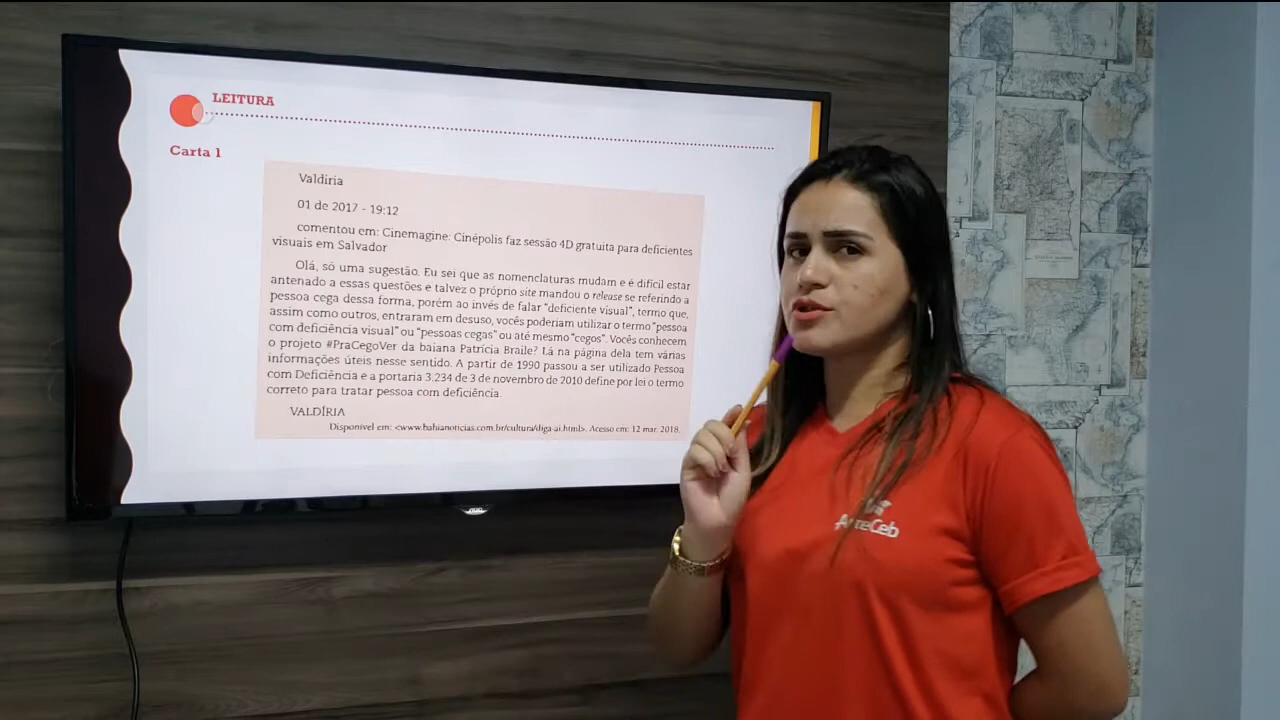 LEITURA
Carta 1
Valdíria
01 de 2017 - 19:12
comentou em: Cinemagine: Cinépolis faz sessão 4D gratuita para deficientes
visuais em Salvador
Olá, só uma sugestão. Eu sei que as nomenclaturas mudam e é difícil estar
antenado a essas questões e talvez o próprio site mandou o release se referindo a
pessoa cega dessa forma, porém ao invés de falar "deficiente visual", termo que,
assim como outros, entraram em desuso, vocês poderiam utilizar o termo "pessoa
com deficiência visual" ou "pessoas cegas" ou até mesmo "cegos". Vocês conhecem
o projeto #PraCegoVer da baiana Patrícia Braile? Lá na página dela tem várias
informações úteis nesse sentido. A partir de 1990 passou a ser utilizado Pessoa
com Deficiência e a portaria 3.234 de 3 de novembro de 2010 define por lei o termo
correto para tratar pessoa com deficiência.
VALDÍRIA
Disponível em: <www.bahianoticias.com.br/cultura/diga-ai.html>. Acesso em: 12 mar. 2018.
AOC